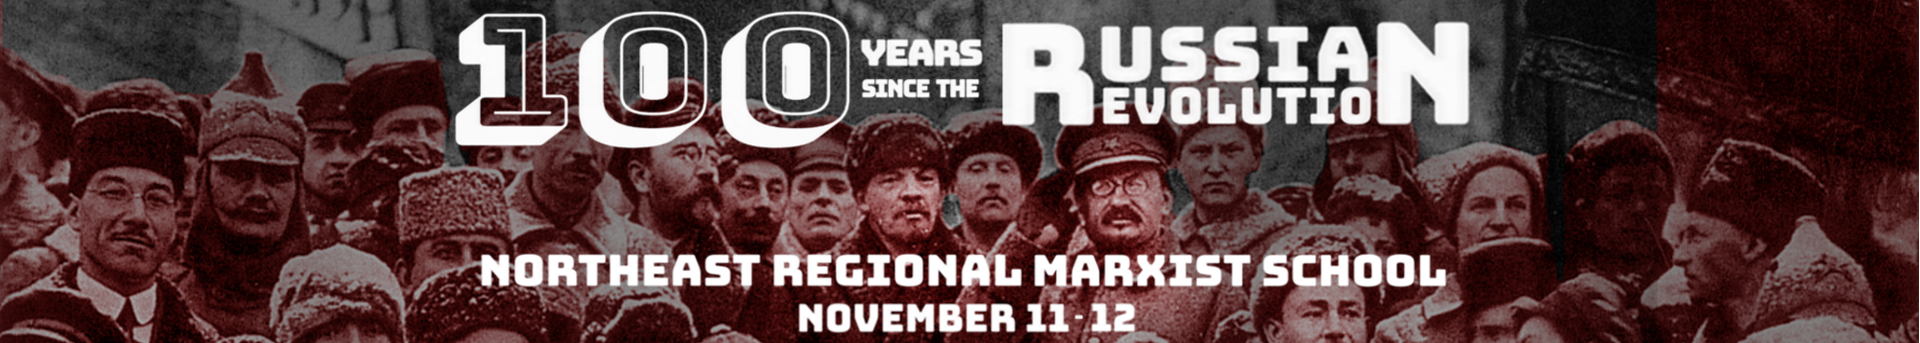 100 YEARS SINCE THE RUSSIAN REVOLUTION
NORTHEAST REGIONAL MARXIST SCHOOL
NOVEMBER 11-12